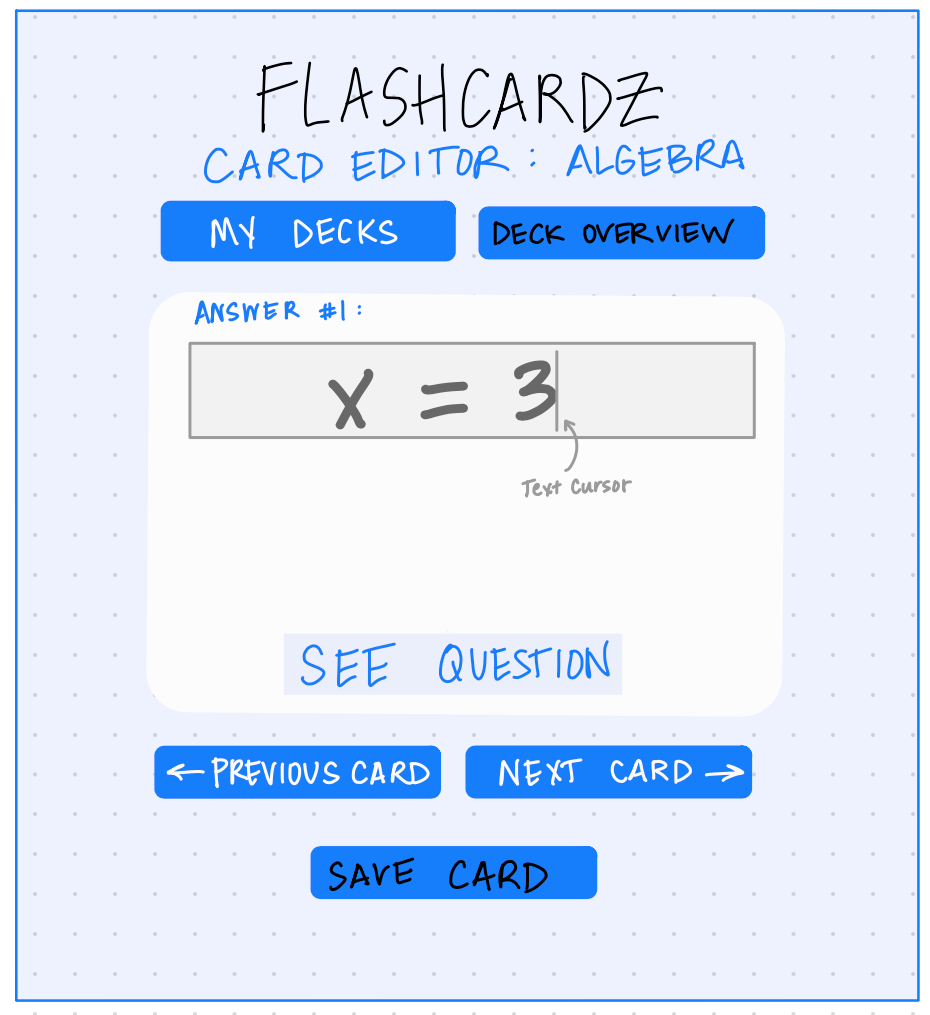 FLASHCARDZ
CARD EDITOR: ALGEBRA
MY DECKS
DECK OVERVIEW
ANSWER #1:
x = 3
Text Cursor
SEE QUESTION
← PREVIOUS CARD
NEXT CARD →
SAVE CARD